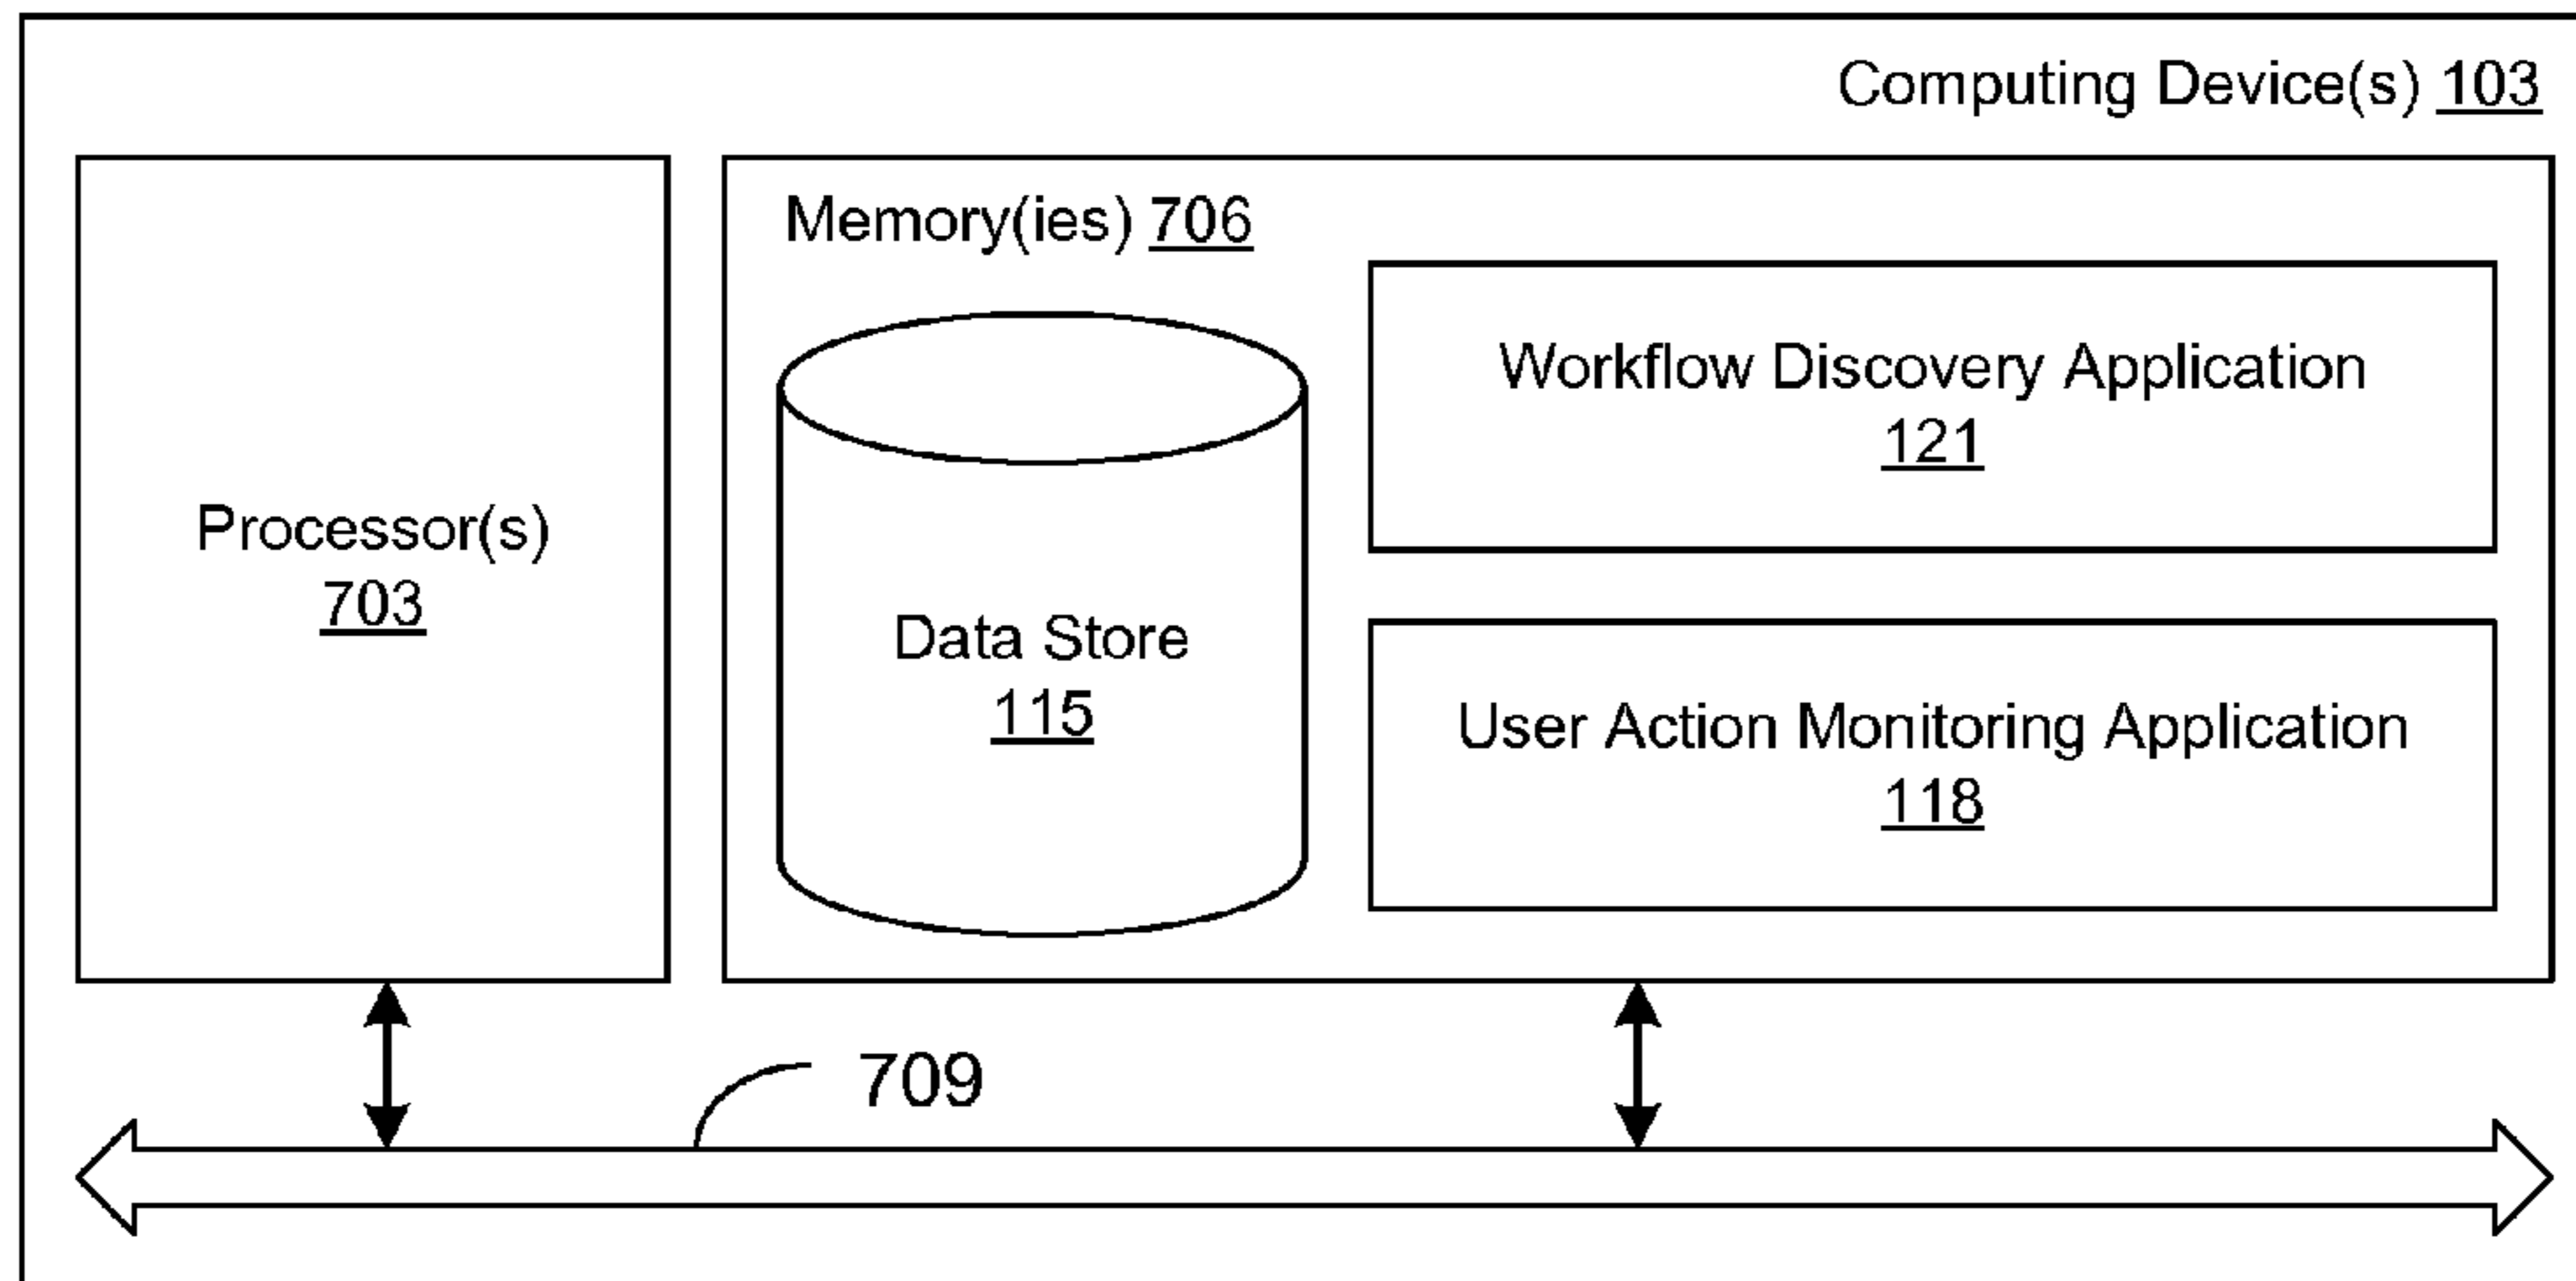 Computing Device(s) 103
Processor(s)
703
Memory(ies) 706
Data Store
115
Workflow Discovery Application
121
User Action Monitoring Application
118
709